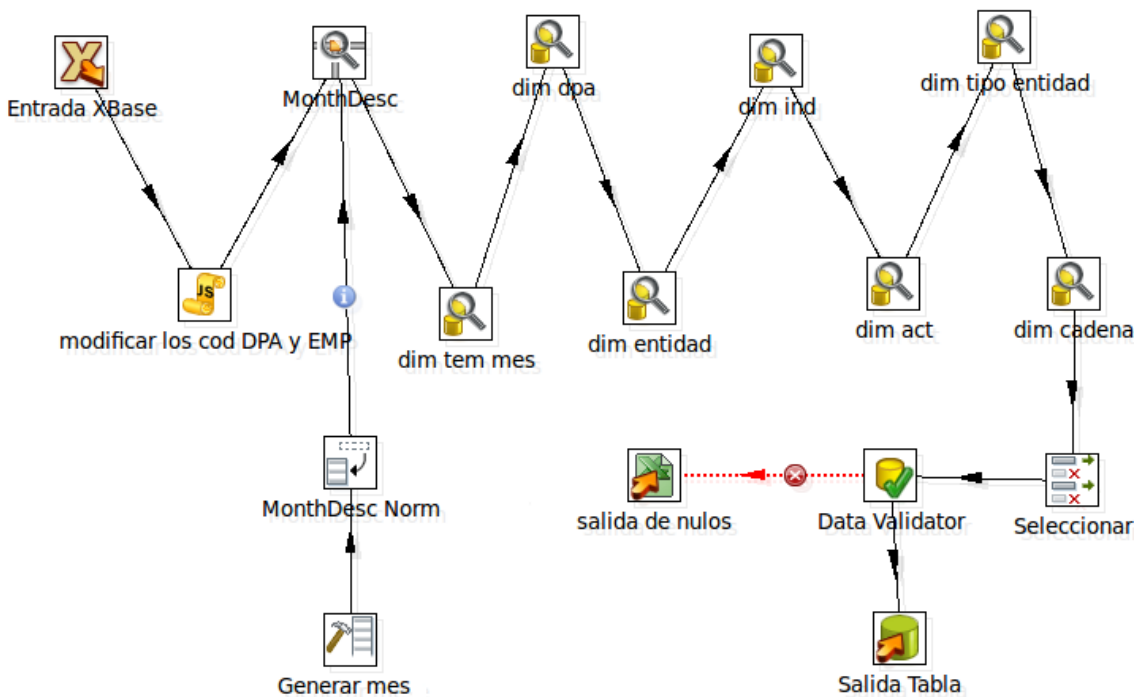 Entrada XBase
MonthDesc
dim dpa
dim ind
dim tipo entidad
JS
modificar los cod DPA y EMP
dim tem mes
dim entidad
dim act
dim cadena
MonthDesc Norm
salida de nulos
Data Validator
Seleccionar
Generar mes
Salida Tabla